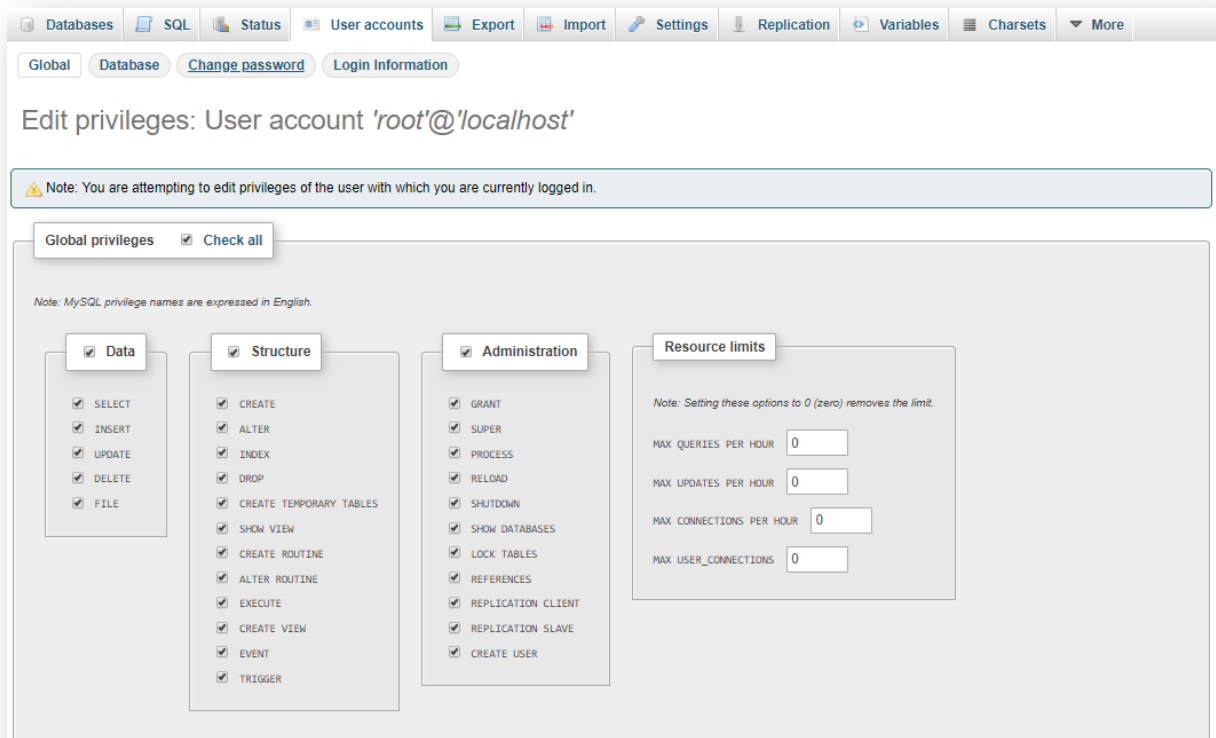 Databases SQL Status User accounts Export Import Settings Replication Variables Charsets More
Global Database Change password Login Information
Edit privileges: User account 'root'@'localhost'
Note: You are attempting to edit privileges of the user with which you are currently logged in.
Global privileges Check all
Note: MySQL privilege names are expressed in English.
Data
SELECT
INSERT
UPDATE
DELETE
FILE
Structure
CREATE
ALTER
INDEX
DROP
CREATE TEMPORARY TABLES
SHOW VIEW
CREATE ROUTINE
ALTER ROUTINE
EXECUTE
CREATE VIEW
EVENT
TRIGGER
Administration
GRANT
SUPER
PROCESS
RELOAD
SHUTDOWN
SHOW DATABASES
LOCK TABLES
REFERENCES
REPLICATION CLIENT
REPLICATION SLAVE
CREATE USER
Resource limits
Note: Setting these options to 0 (zero) removes the limit.
MAX QUERIES PER HOUR 0
MAX UPDATES PER HOUR 0
MAX CONNECTIONS PER HOUR 0
MAX USER_CONNECTIONS 0